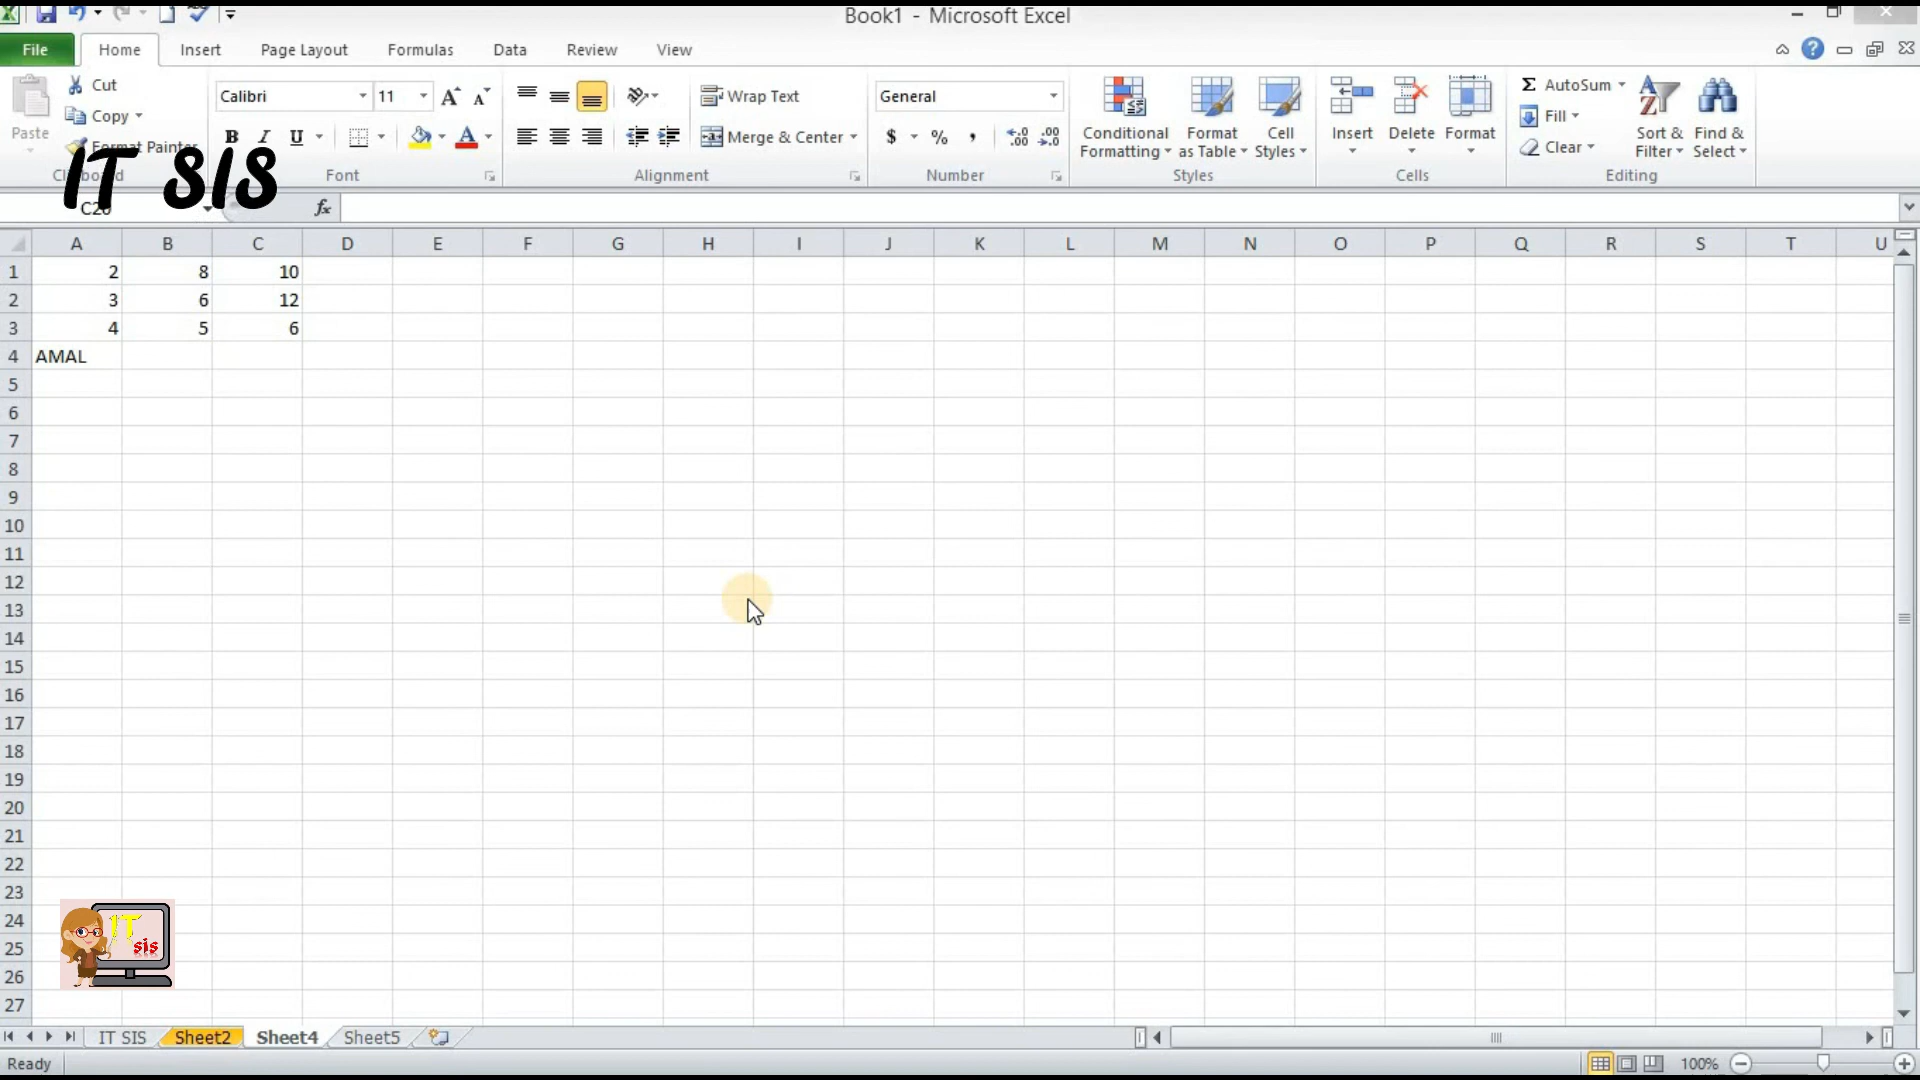 Book1 - Microsoft Excel
File Home Insert Page Layout Formulas Data Review View
Paste
Cut
Copy
Format Painter
Clipboard
IT SIS
Calibri 11
B I U
Font
Wrap Text
Merge & Center
Alignment
General
$ % ,
Number
Conditional Formatting
Format as Table
Cell Styles
Styles
Insert Delete Format
Cells
Σ AutoSum
Fill
Clear
Sort & Filter
Find & Select
Editing
C26 fx
A B C D E F G H I J K L M N O P Q R S T U
1 2 8 10
2 3 6 12
3 4 5 6
4 AMAL
5
6
7
8
9
10
11
12
13
14
15
16
17
18
19
20
21
22
23
24
25
26
27
IT
sis
IT SIS Sheet2 Sheet4 Sheet5
Ready 100%